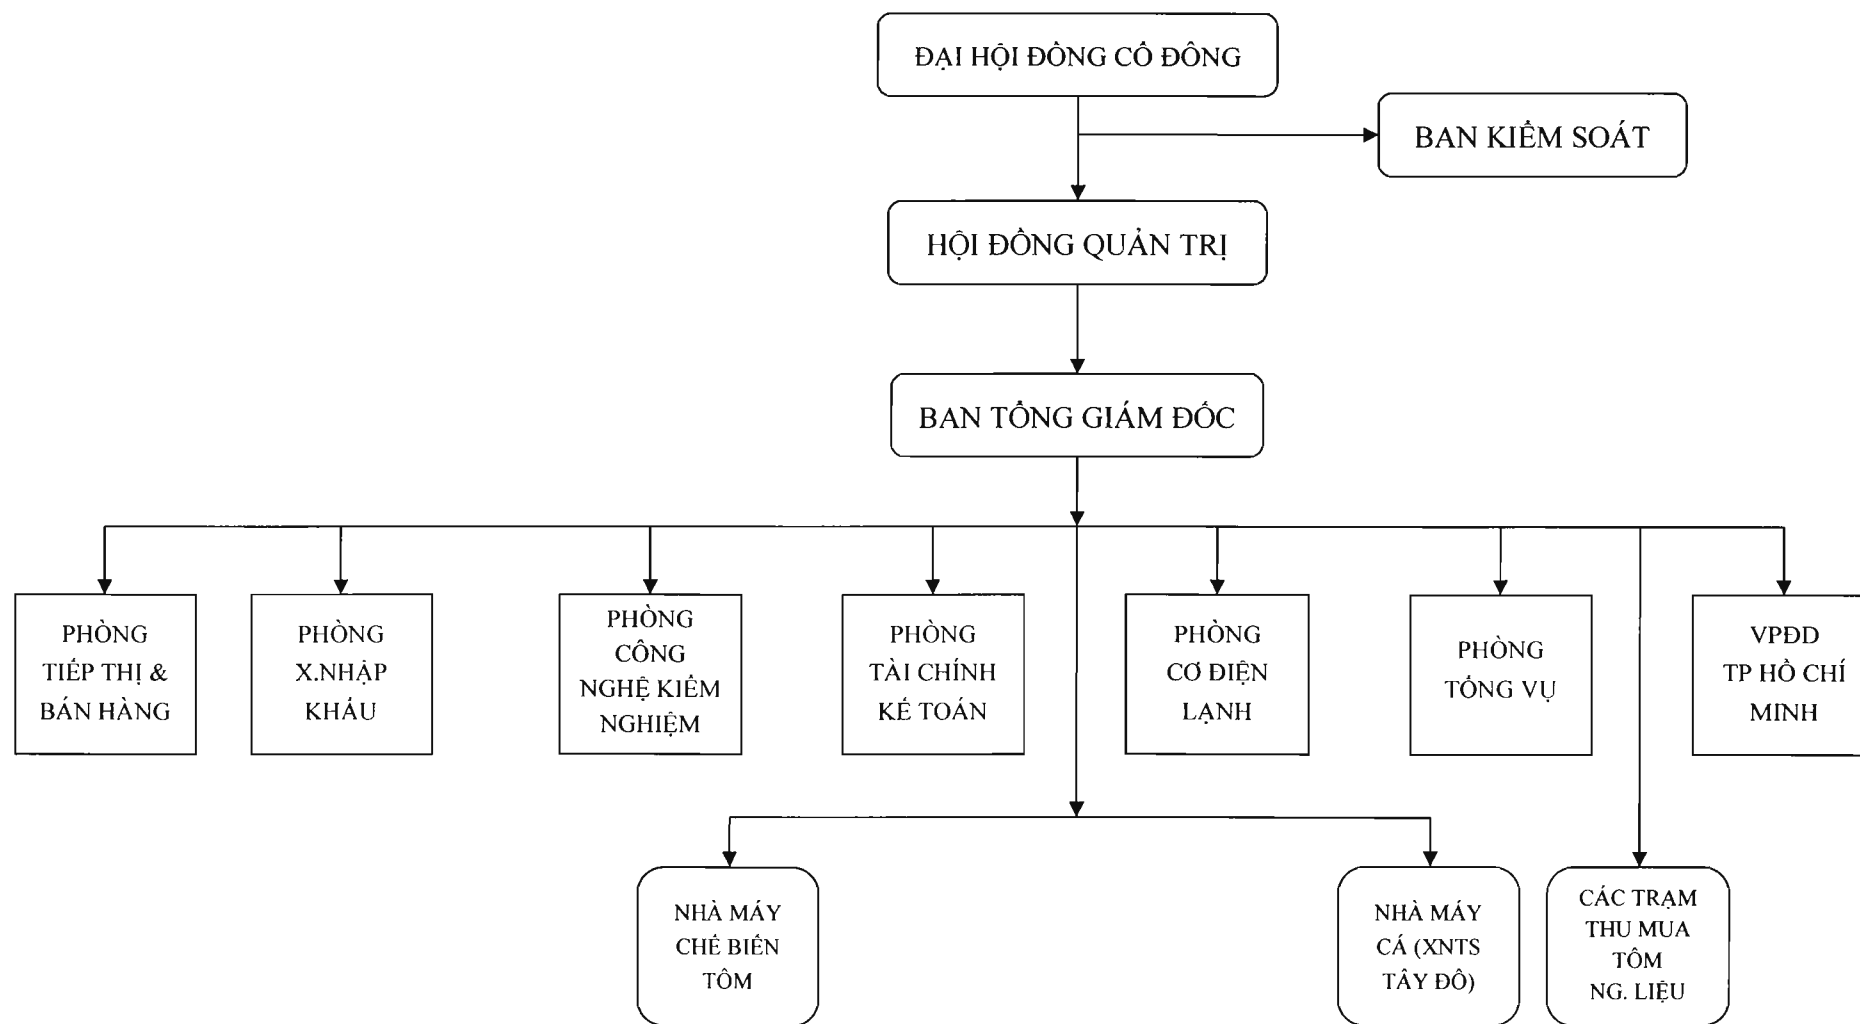 ĐẠI HỘI ĐỒNG CỔ ĐÔNG
BAN KIỂM SOÁT
HỘI ĐỒNG QUẢN TRỊ
BAN TỔNG GIÁM ĐỐC
PHÒNG
TIẾP THỊ &
BÁN HÀNG
PHÒNG
X.NHẬP
KHẨU
PHÒNG
CÔNG
NGHỆ KIỂM
NGHIỆM
PHÒNG
TÀI CHÍNH
KẾ TOÁN
PHÒNG
CƠ ĐIỆN
LẠNH
PHÒNG
TỔNG VỤ
VPĐD
TP HỒ CHÍ
MINH
NHÀ MÁY
CHẾ BIẾN
TÔM
NHÀ MÁY
CÁ (XNTS
TÂY ĐÔ)
CÁC TRẠM
THU MUA
TÔM
NG. LIỆU